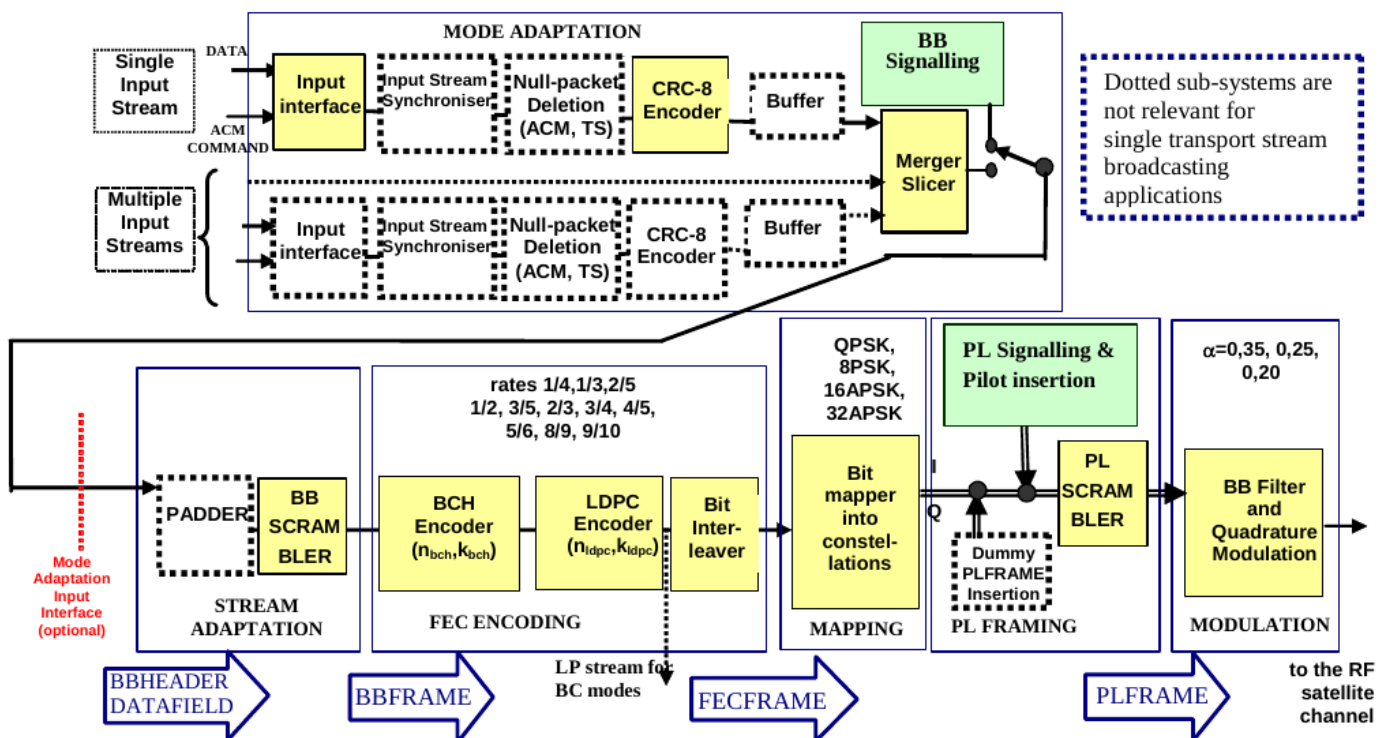 MODE ADAPTATION
Single
Input
Stream
DATA
ACM
COMMAND
Input
interface
Input Stream
Synchroniser
Null-packet
Deletion
(ACM, TS)
CRC-8
Encoder
Buffer
BB
Signalling
Merger
Slicer
Dotted sub-systems are
not relevant for
single transport stream
broadcasting
applications
Multiple
Input
Streams
Input
interface
Input Stream
Synchroniser
Null-packet
Deletion
(ACM, TS)
CRC-8
Encoder
Buffer
Mode
Adaptation
Input
Interface
(optional)
PADDER
BB
SCRAM
BLER
STREAM
ADAPTATION
rates 1/4,1/3,2/5
1/2, 3/5, 2/3, 3/4, 4/5,
5/6, 8/9, 9/10
BCH
Encoder
(nbch,kbch)
LDPC
Encoder
(nldpc,kldpc)
Bit
Inter-
leaver
FEC ENCODING
LP stream for
BC modes
QPSK,
8PSK,
16APSK,
32APSK
Bit
mapper
into
constel-
lations
MAPPING
I
Q
PL Signalling &
Pilot insertion
Dummy
PLFRAME
Insertion
PL
SCRAM
BLER
PL FRAMING
α=0,35, 0,25,
0,20
BB Filter
and
Quadrature
Modulation
MODULATION
BBHEADER
DATAFIELD
BBFRAME
FECFRAME
PLFRAME
to the RF
satellite
channel